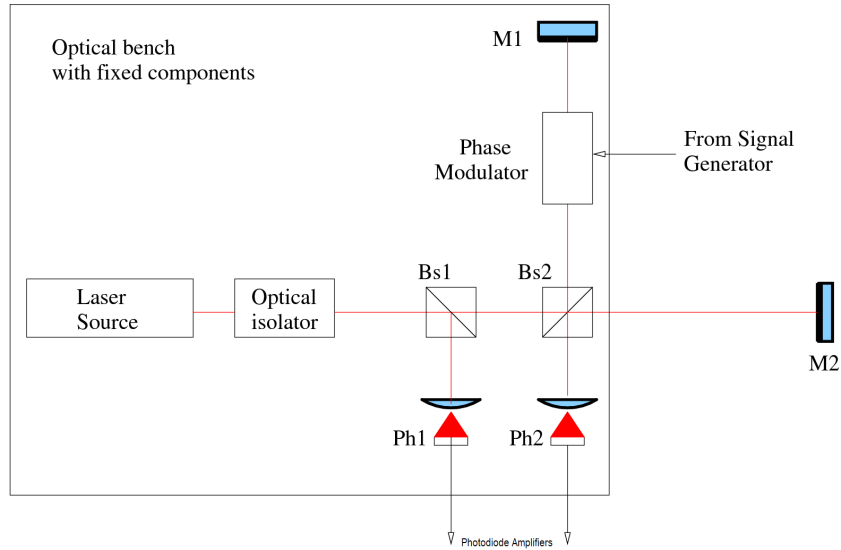 Optical bench
with fixed components
M1
Phase
Modulator
From Signal
Generator
Bs1
Bs2
Laser
Source
Optical
isolator
M2
Ph1
Ph2
Photodiode Amplifiers